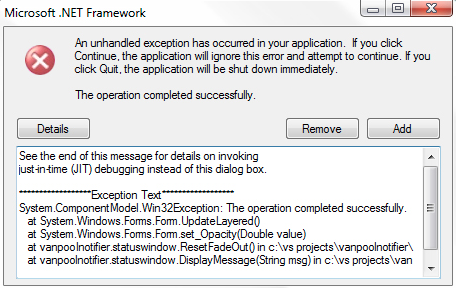 Microsoft .NET Framework
An unhandled exception has occurred in your application. If you click
Continue, the application will ignore this error and attempt to continue. If you
click Quit, the application will be shut down immediately.
The operation completed successfully.
Details
Remove
Add
See the end of this message for details on invoking
just-in-time (JIT) debugging instead of this dialog box.
******************Exception Text******************
System.ComponentModel.Win32Exception: The operation completed successfully.
at System.Windows.Forms.Form.UpdateLayered()
at System.Windows.Forms.Form.set_Opacity(Double value)
at vanpoolnotifier.statuswindow.ResetFadeOut() in c:\vs projects\vanpoolnotifier\
at vanpoolnotifier.statuswindow.DisplayMessage(String msg) in c:\vs projects\van